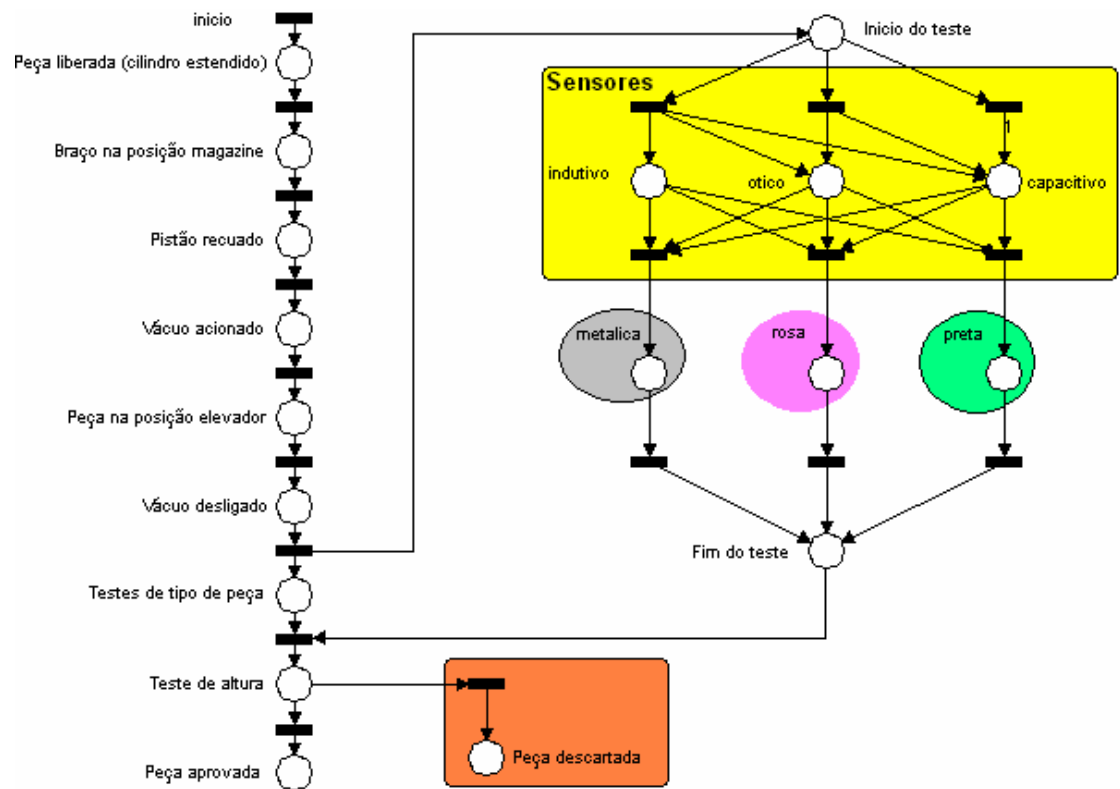 inicio
Peça liberada (cilindro estendido)
Braço na posição magazine
Pistão recuado
Vácuo acionado
Peça na posição elevador
Vácuo desligado
Testes de tipo de peça
Teste de altura
Peça aprovada
Inicio do teste
Sensores
1
indutivo
otico
capacitivo
metalica
rosa
preta
Fim do teste
Peça descartada